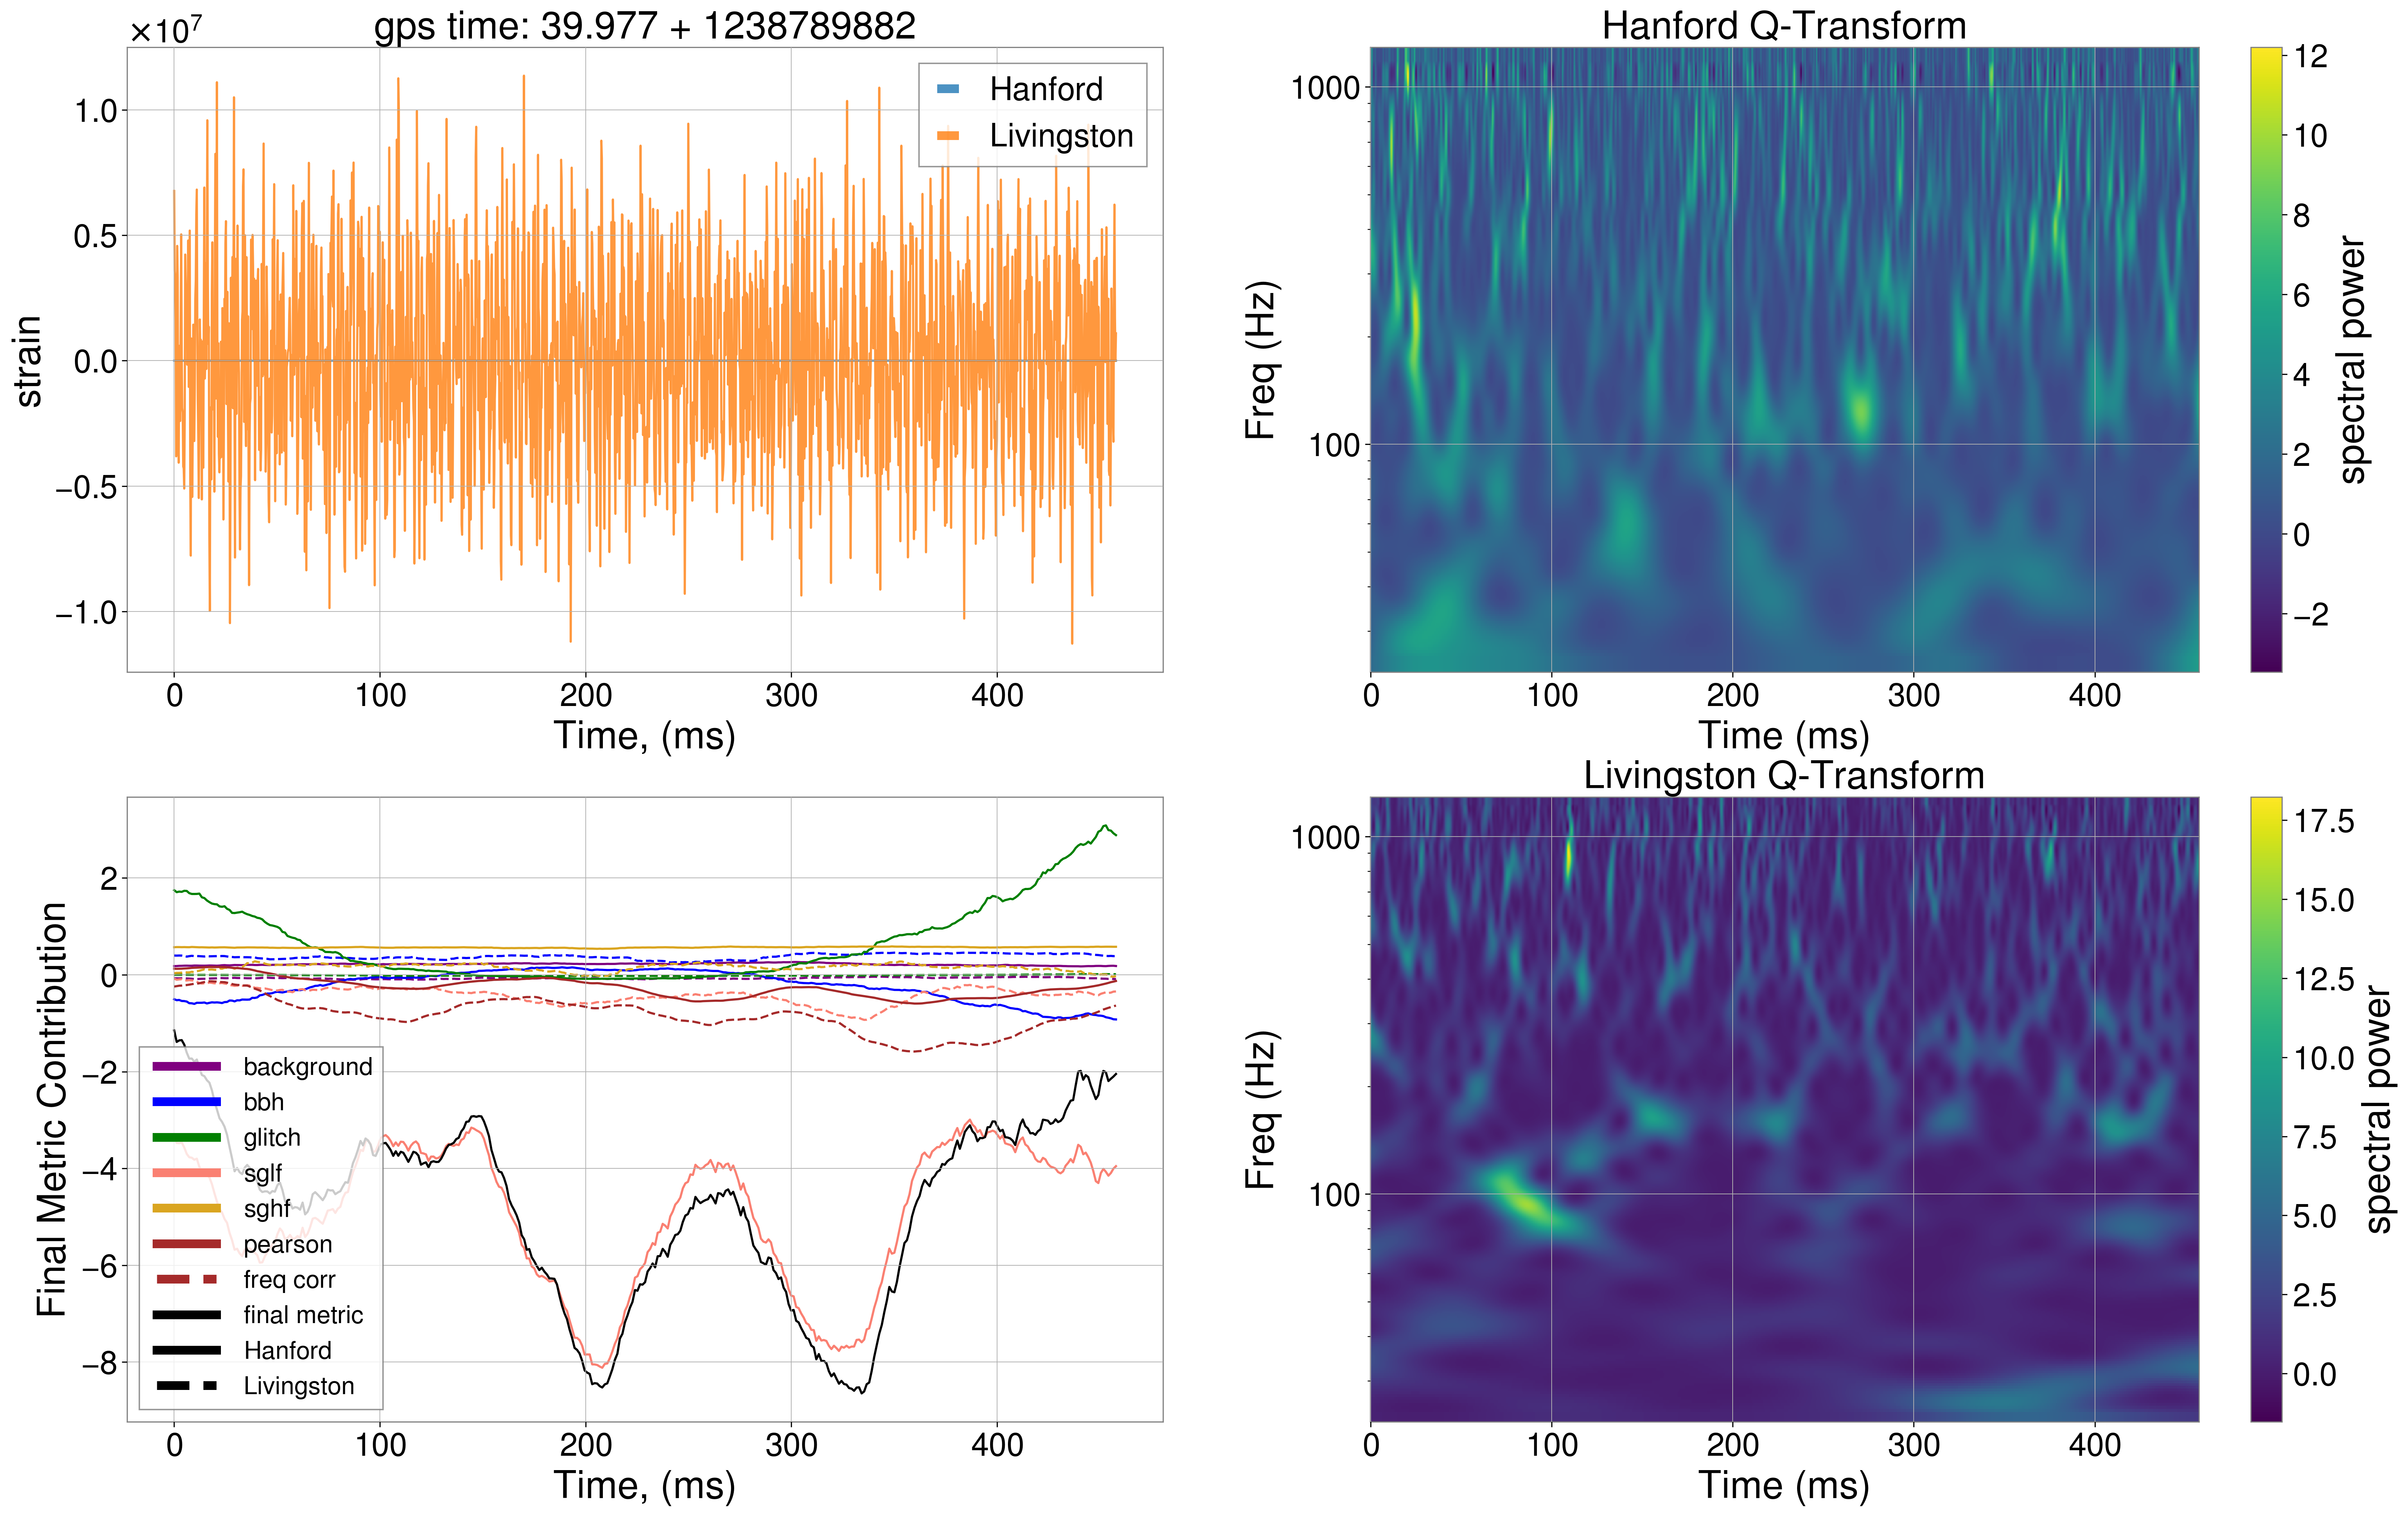 gps time: 39.977 + 1238789882
×10⁷
1.0
0.5
0.0
−0.5
−1.0
strain
Hanford
Livingston
0 100 200 300 400
Time, (ms)
Hanford Q-Transform
1000
100
Freq (Hz)
0 100 200 300 400
Time (ms)
12
10
8
6
4
2
0
−2
spectral power
2
0
−2
−4
−6
−8
Final Metric Contribution
background
bbh
glitch
sglf
sghf
pearson
freq corr
final metric
Hanford
Livingston
0 100 200 300 400
Time, (ms)
Livingston Q-Transform
1000
100
Freq (Hz)
0 100 200 300 400
Time (ms)
17.5
15.0
12.5
10.0
7.5
5.0
2.5
0.0
spectral power